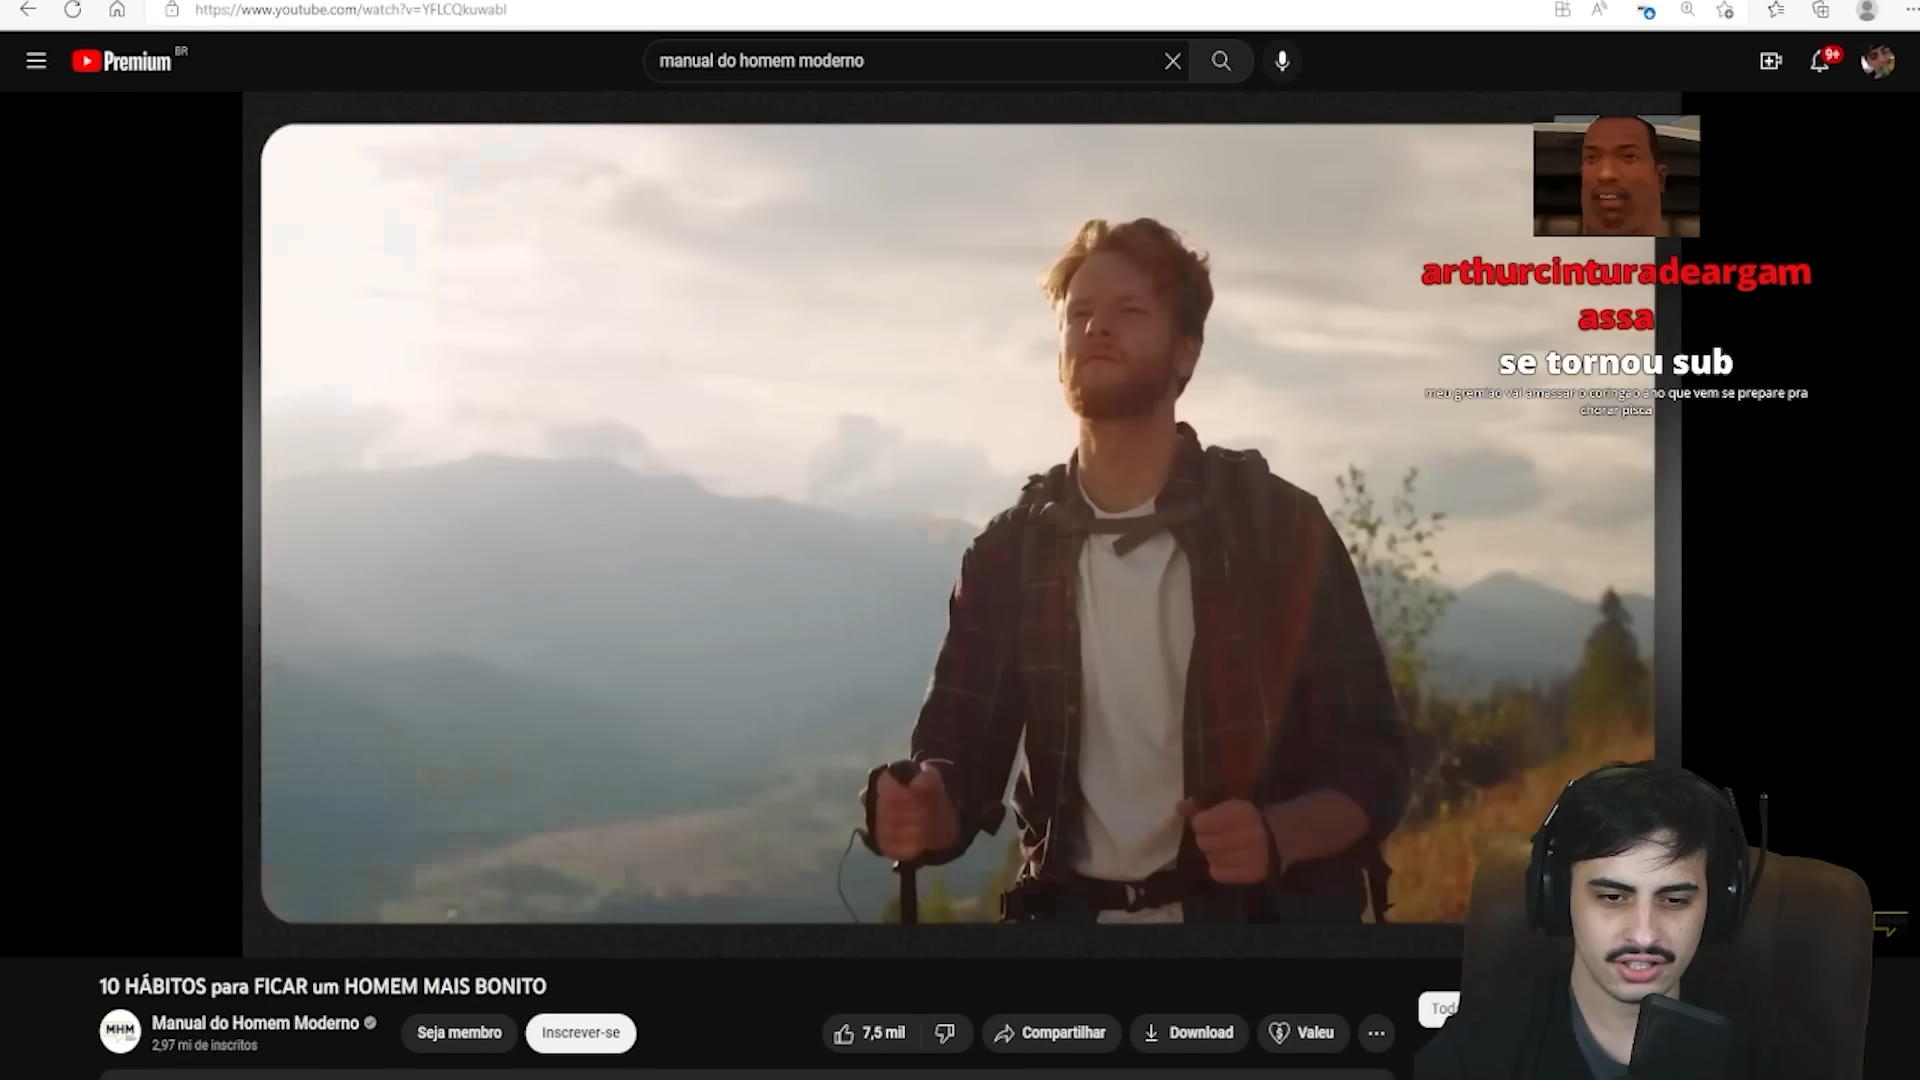 https://www.youtube.com/watch?v=YFLCQkuwabI
Premium BR
manual do homem moderno
9+
arthurcinturadeargam
assa
se tornou sub
meu gremiao vai amassar o coringao ano que vem se prepare pra
chorar pisca
10 HÁBITOS para FICAR um HOMEM MAIS BONITO
MHM
Manual do Homem Moderno
2,97 mi de inscritos
Seja membro
Inscrever-se
7,5 mil
Compartilhar
Download
Valeu
Tod